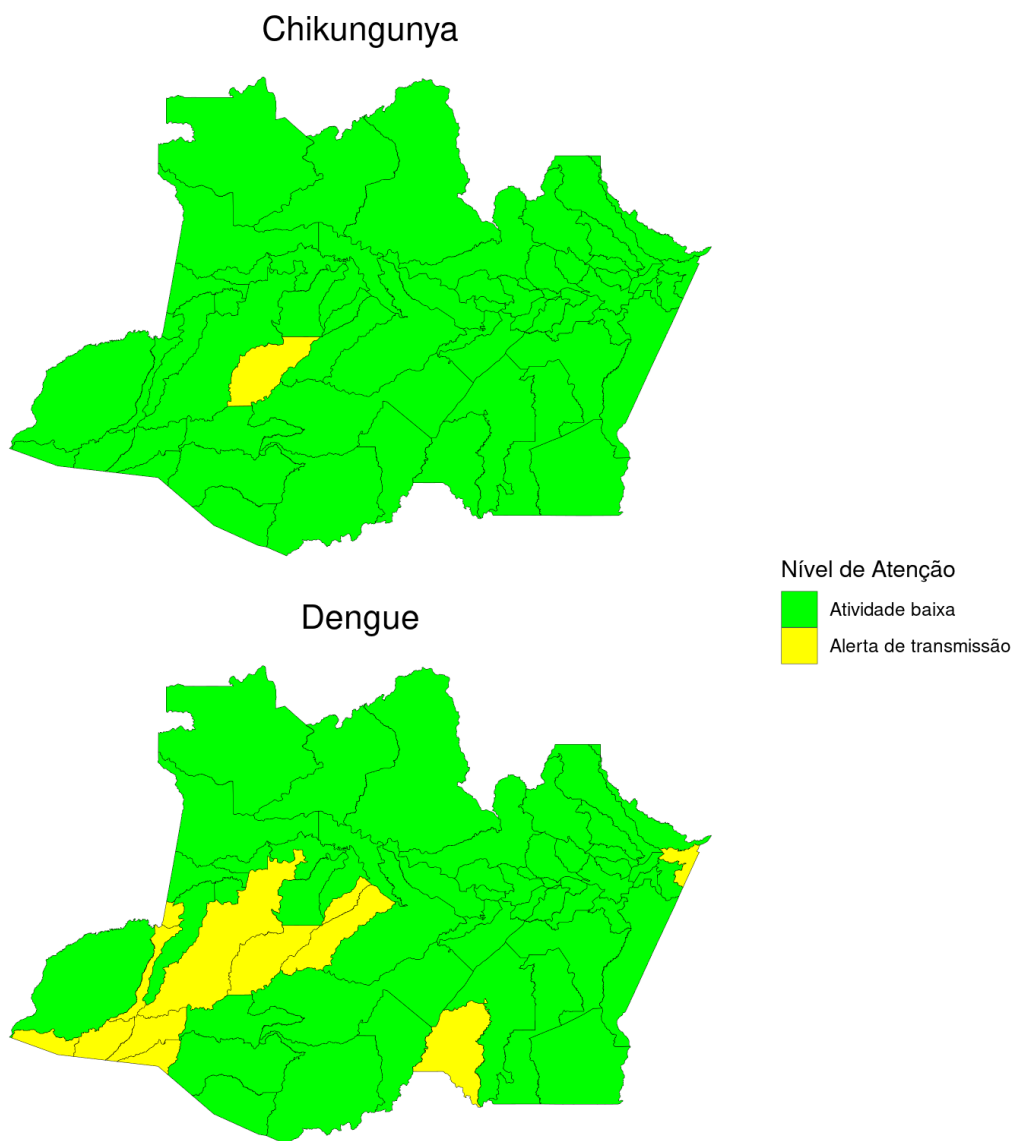 Chikungunya
Nível de Atenção
Atividade baixa
Alerta de transmissão
Dengue